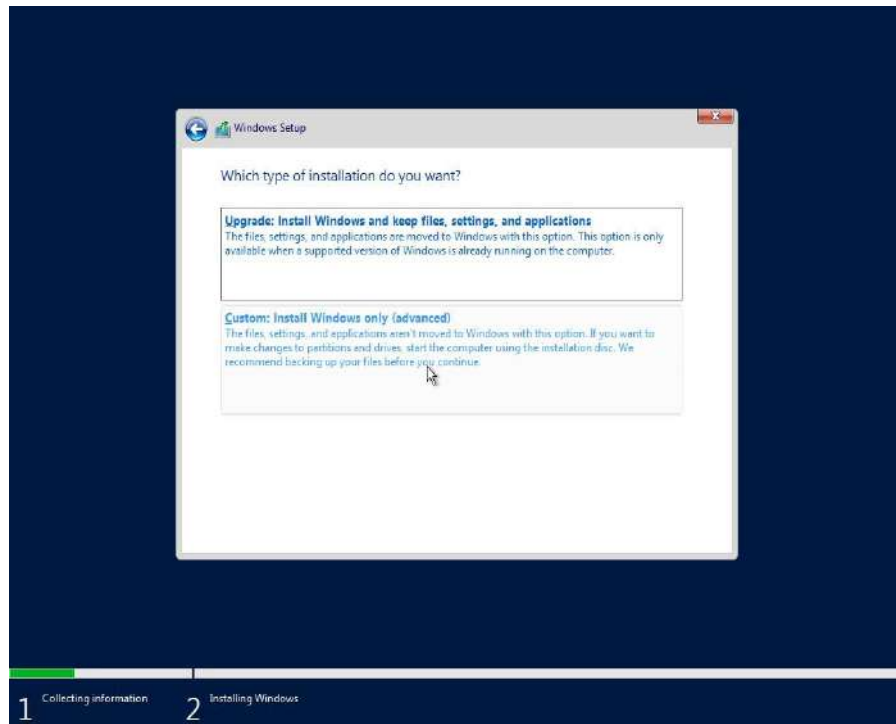 Windows Setup
Which type of installation do you want?
Upgrade: Install Windows and keep files, settings, and applications
The files, settings, and applications are moved to Windows with this option. This option is only
available when a supported version of Windows is already running on the computer.
Custom: Install Windows only (advanced)
The files, settings, and applications aren't moved to Windows with this option. If you want to
make changes to partitions and drives, start the computer using the installation disc. We
recommend backing up your files before you continue.
1 Collecting information 2 Installing Windows